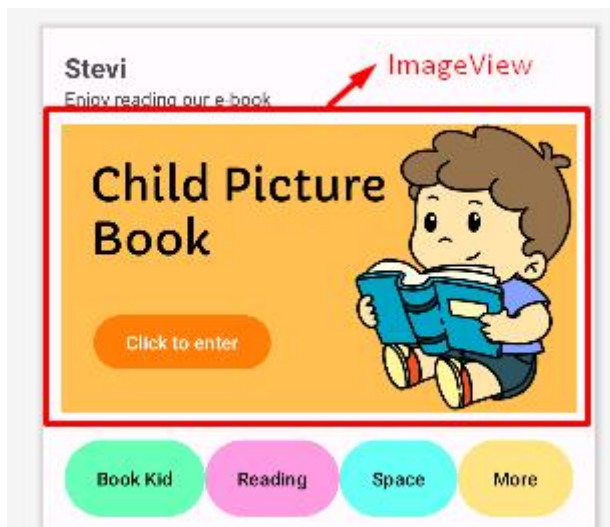 Stevi
ImageView
Enjoy reading our e-book
Child Picture
Book
Click to enter
Book Kid
Reading
Space
More